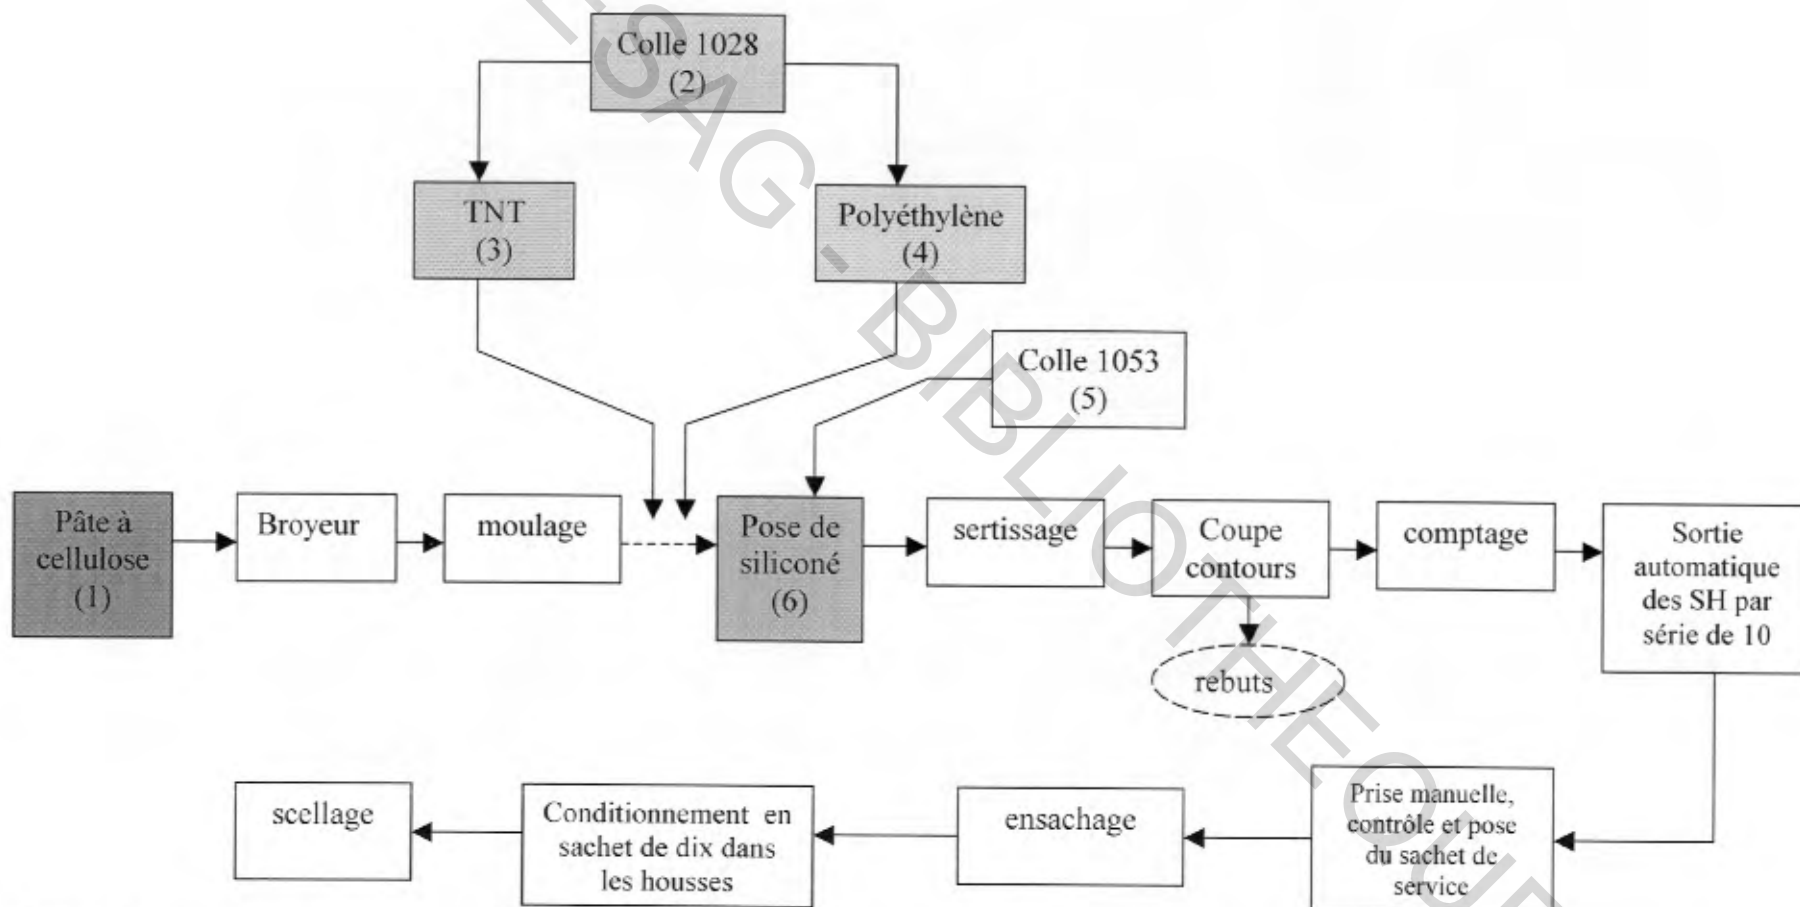 Colle 1028
(2)
TNT
(3)
Polyéthylène
(4)
Colle 1053
(5)
Pâte à
cellulose
(1)
Broyeur
moulage
Pose de
siliconé
(6)
sertissage
Coupe
contours
comptage
Sortie
automatique
des SH par
série de 10
rebuts
scellage
Conditionnement en
sachet de dix dans
les housses
ensachage
Prise manuelle,
contrôle et pose
du sachet de
service
ESAG - BIBLIOTHEQUE